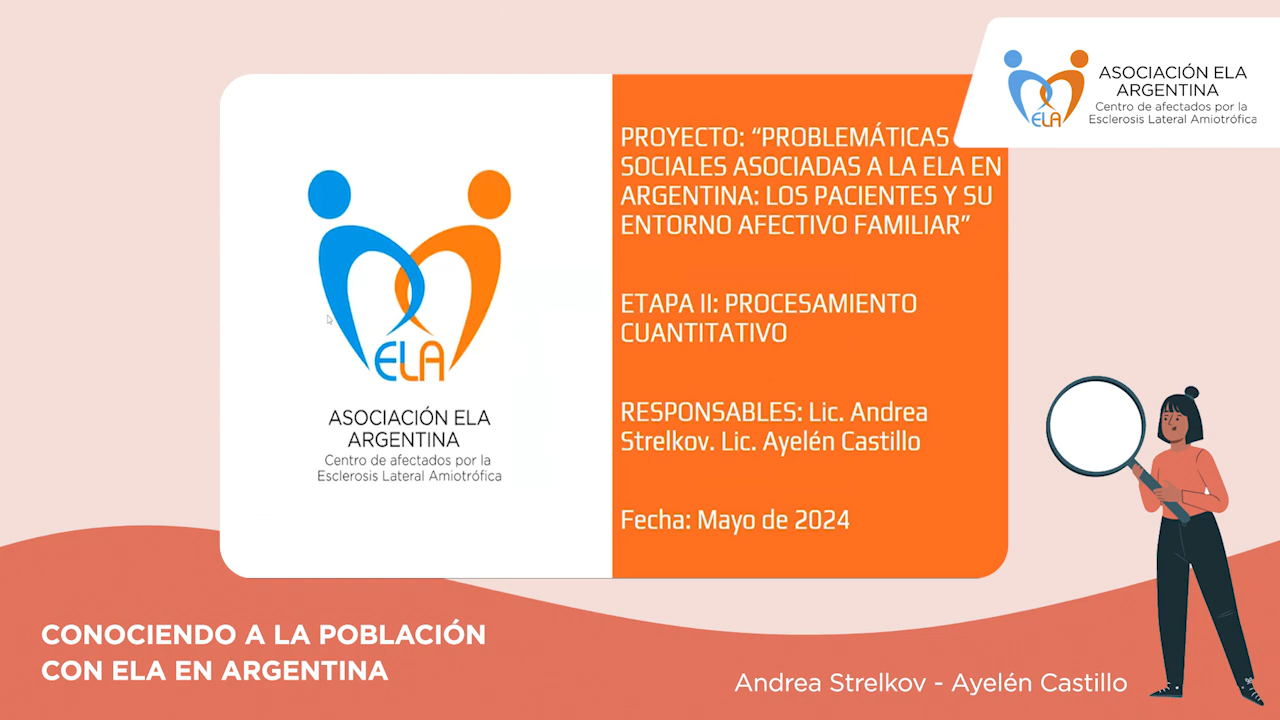 ASOCIACIÓN ELA
ARGENTINA
Centro de afectados por la
Esclerosis Lateral Amiotrófica
ELA
PROYECTO: “PROBLEMÁTICAS
SOCIALES ASOCIADAS A LA ELA EN
ARGENTINA: LOS PACIENTES Y SU
ENTORNO AFECTIVO FAMILIAR”
ETAPA II: PROCESAMIENTO
CUANTITATIVO
RESPONSABLES: Lic. Andrea
Strelkov. Lic. Ayelén Castillo
Fecha: Mayo de 2024
ELA
ASOCIACIÓN ELA
ARGENTINA
Centro de afectados por la
Esclerosis Lateral Amiotrófica
CONOCIENDO A LA POBLACIÓN
CON ELA EN ARGENTINA
Andrea Strelkov - Ayelén Castillo